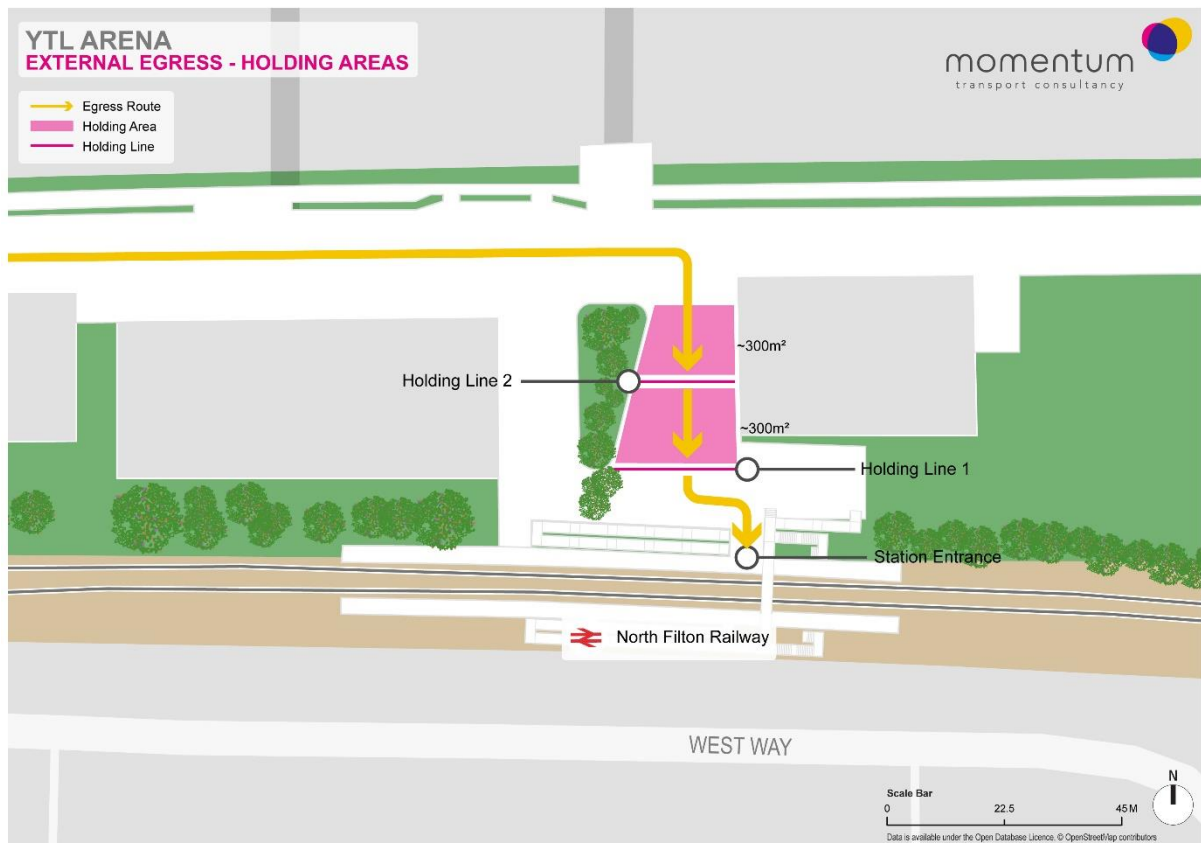 YTL ARENA
EXTERNAL EGRESS - HOLDING AREAS
momentum
transport consultancy
Egress Route
Holding Area
Holding Line
~300m²
Holding Line 2
~300m²
Holding Line 1
Station Entrance
North Filton Railway
WEST WAY
N
Scale Bar
0 22.5 45 M
Data is available under the Open Database Licence. © OpenStreetMap contributors